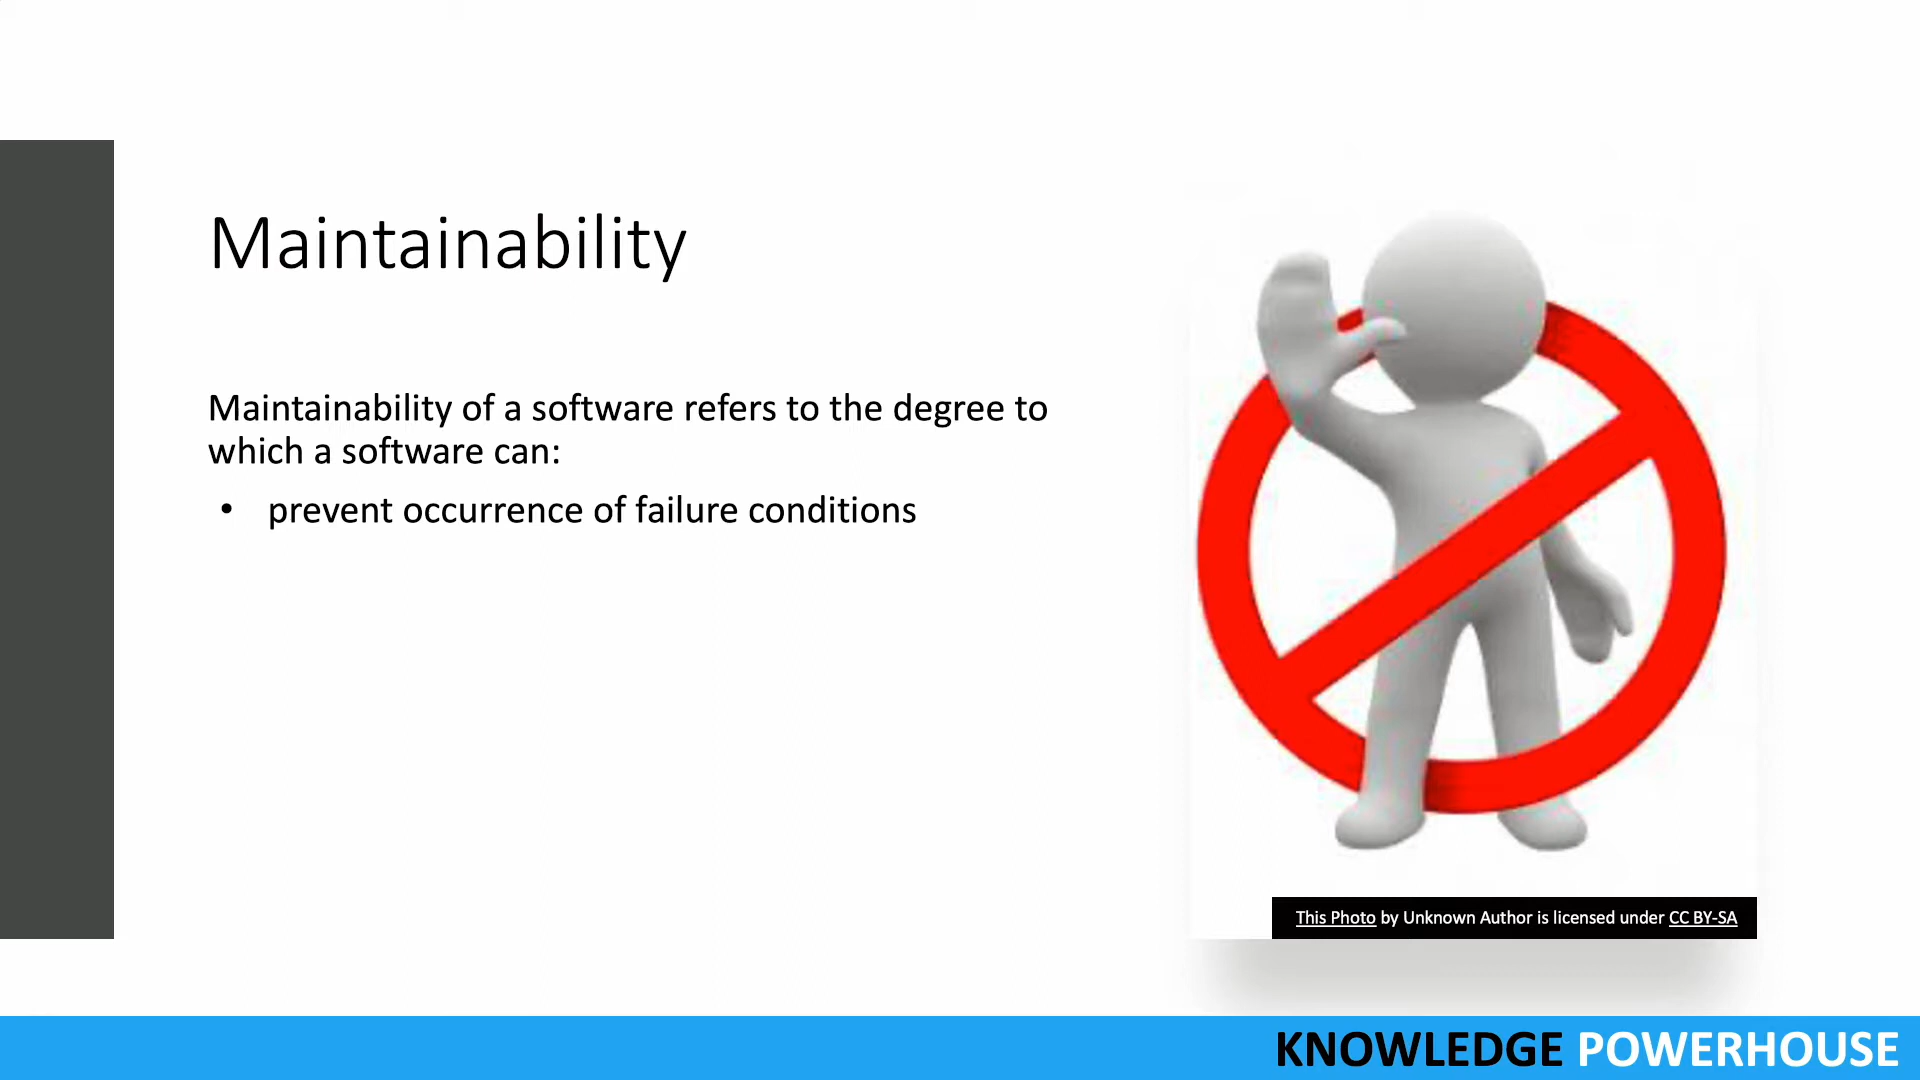 Maintainability
Maintainability of a software refers to the degree to
which a software can:
• prevent occurrence of failure conditions
This Photo by Unknown Author is licensed under CC BY-SA
KNOWLEDGE POWERHOUSE